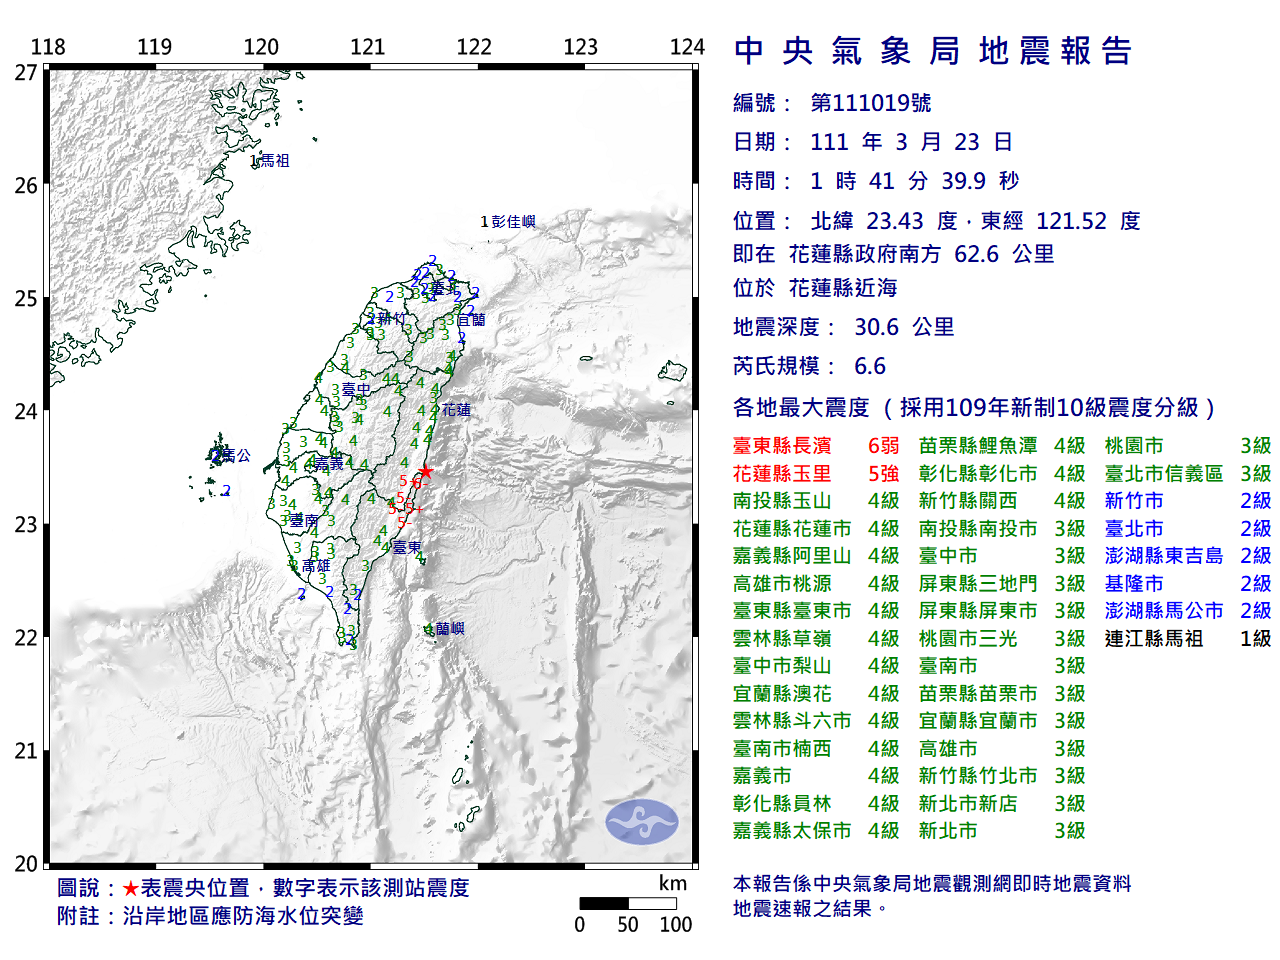 118 119 120 121 122 123 124
27
26
25
24
23
22
21
20
1馬祖
1彭佳嶼
臺北
新竹
宜蘭
臺中
花蓮
馬公
嘉義
臺南
臺東
高雄
蘭嶼
圖說：★表震央位置，數字表示該測站震度
附註：沿岸地區應防海水位突變
km
0 50 100
中央氣象局地震報告
編號： 第111019號
日期： 111 年 3 月 23 日
時間： 1 時 41 分 39.9 秒
位置： 北緯 23.43 度，東經 121.52 度
即在 花蓮縣政府南方 62.6 公里
位於 花蓮縣近海
地震深度： 30.6 公里
芮氏規模： 6.6
各地最大震度（採用109年新制10級震度分級）
臺東縣長濱 6弱 苗栗縣鯉魚潭 4級 桃園市 3級
花蓮縣玉里 5強 彰化縣彰化市 4級 臺北市信義區 3級
南投縣玉山 4級 新竹縣關西 4級 新竹市 2級
花蓮縣花蓮市 4級 南投縣南投市 3級 臺北市 2級
嘉義縣阿里山 4級 臺中市 3級 澎湖縣東吉島 2級
高雄市桃源 4級 屏東縣三地門 3級 基隆市 2級
臺東縣臺東市 4級 屏東縣屏東市 3級 澎湖縣馬公市 2級
雲林縣草嶺 4級 桃園市三光 3級 連江縣馬祖 1級
臺中市梨山 4級 臺南市 3級
宜蘭縣澳花 4級 苗栗縣苗栗市 3級
雲林縣斗六市 4級 宜蘭縣宜蘭市 3級
臺南市楠西 4級 高雄市 3級
嘉義市 4級 新竹縣竹北市 3級
彰化縣員林 4級 新北市新店 3級
嘉義縣太保市 4級 新北市 3級
本報告係中央氣象局地震觀測網即時地震資料
地震速報之結果。